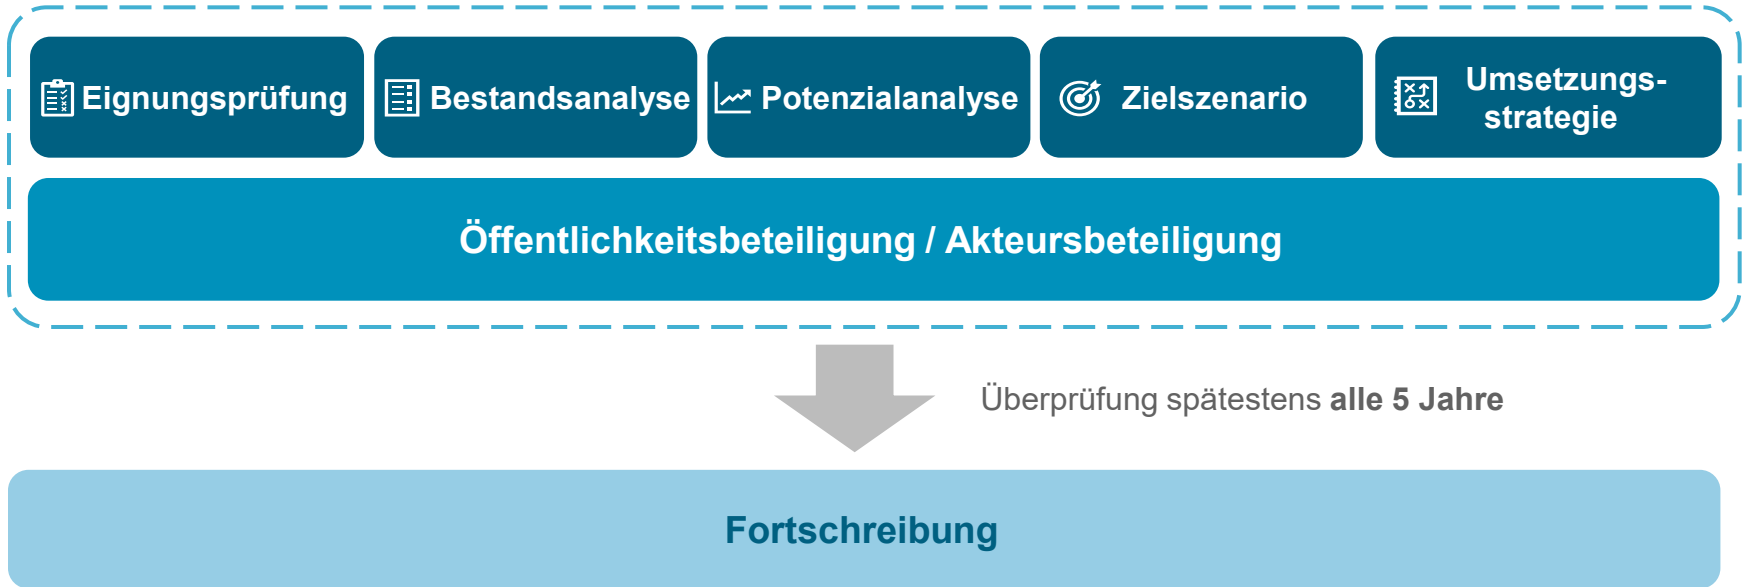 Eignungsprüfung
Bestandsanalyse
Potenzialanalyse
Zielszenario
Umsetzungs-
strategie
Öffentlichkeitsbeteiligung / Akteursbeteiligung
Überprüfung spätestens alle 5 Jahre
Fortschreibung